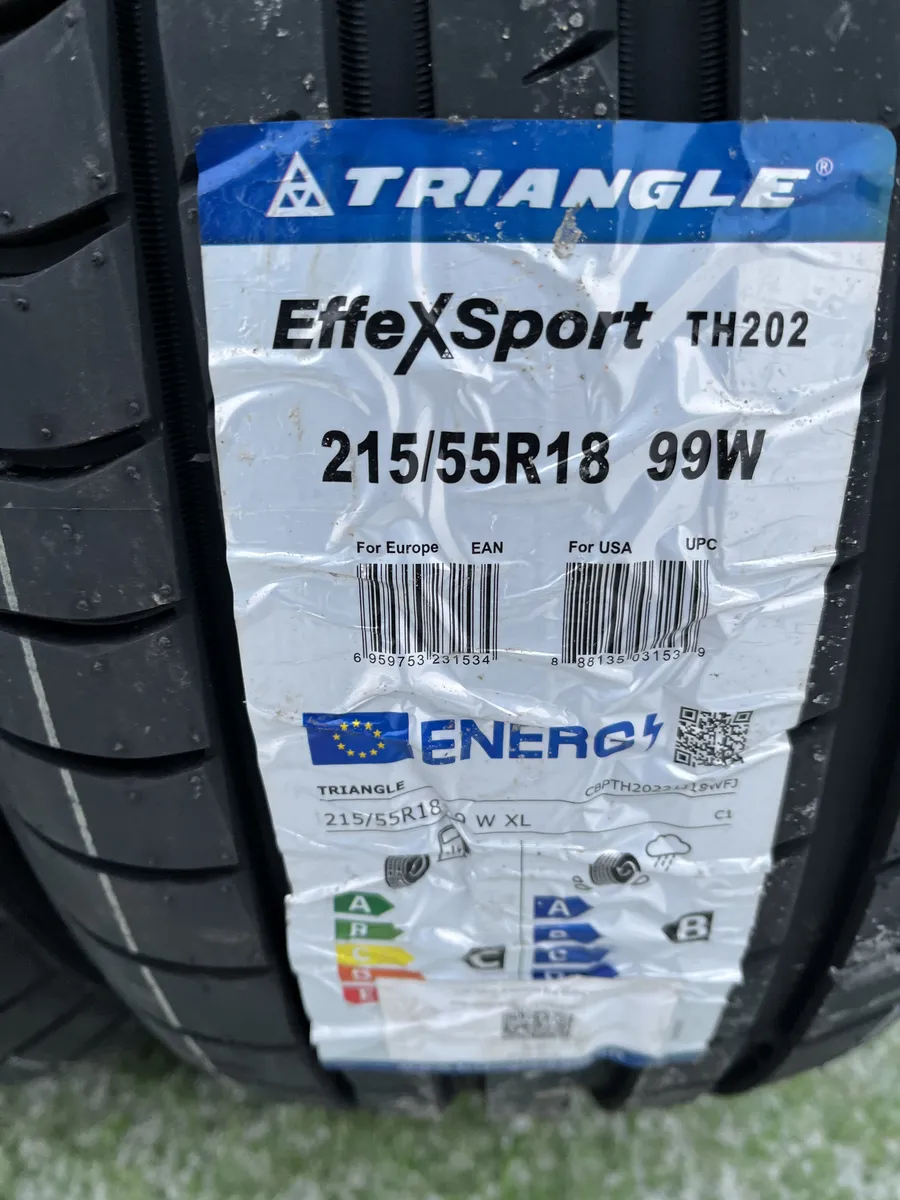 TRIANGLE®
EffeXSport TH202
215/55R18 99W
For Europe EAN For USA UPC
6 959753 231534 8 88135 03153 9
ENERG
TRIANGLE
215/55R18 W XL C1
A A
B B B
C C C
D D
E